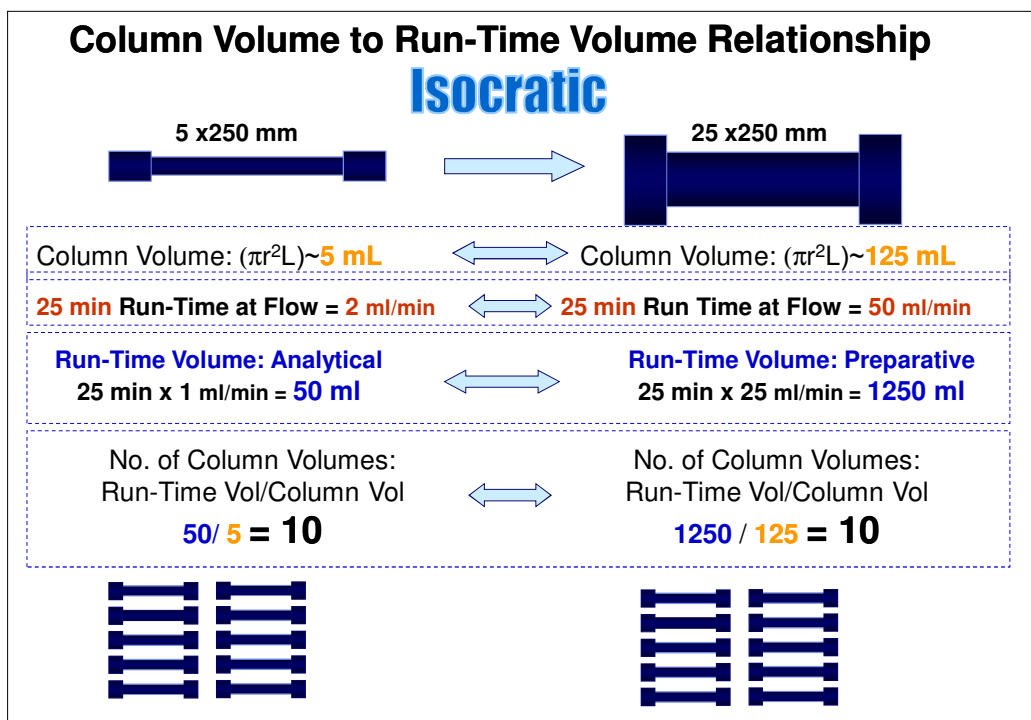 Column Volume to Run-Time Volume Relationship
Isocratic
5 x250 mm
25 x250 mm
Column Volume: (πr²L)~5 mL
Column Volume: (πr²L)~125 mL
25 min Run-Time at Flow = 2 ml/min
25 min Run Time at Flow = 50 ml/min
Run-Time Volume: Analytical
25 min x 1 ml/min = 50 ml
Run-Time Volume: Preparative
25 min x 25 ml/min = 1250 ml
No. of Column Volumes:
Run-Time Vol/Column Vol
50/ 5 = 10
No. of Column Volumes:
Run-Time Vol/Column Vol
1250 / 125 = 10